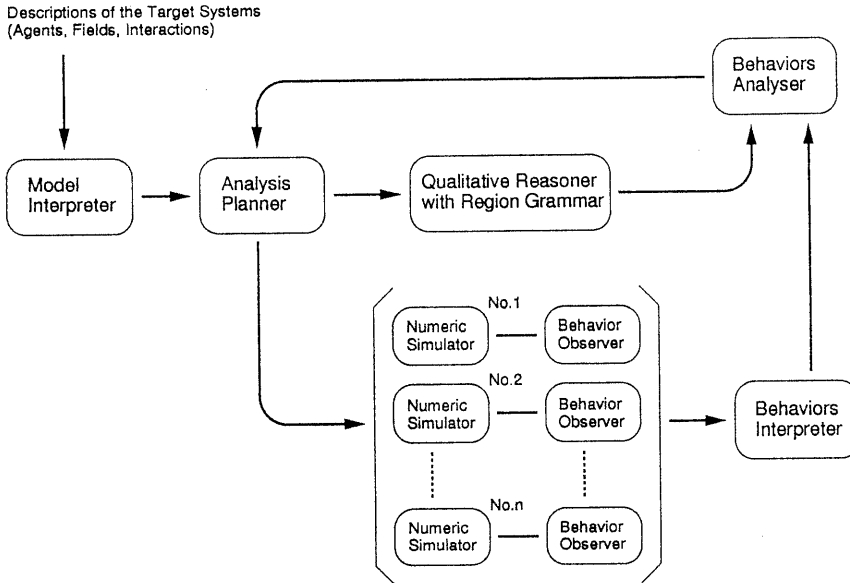 Descriptions of the Target Systems
(Agents, Fields, Interactions)
Behaviors
Analyser
Model
Interpreter
Analysis
Planner
Qualitative Reasoner
with Region Grammar
No.1
Numeric
Simulator
Behavior
Observer
No.2
Numeric
Simulator
Behavior
Observer
Behaviors
Interpreter
No.n
Numeric
Simulator
Behavior
Observer